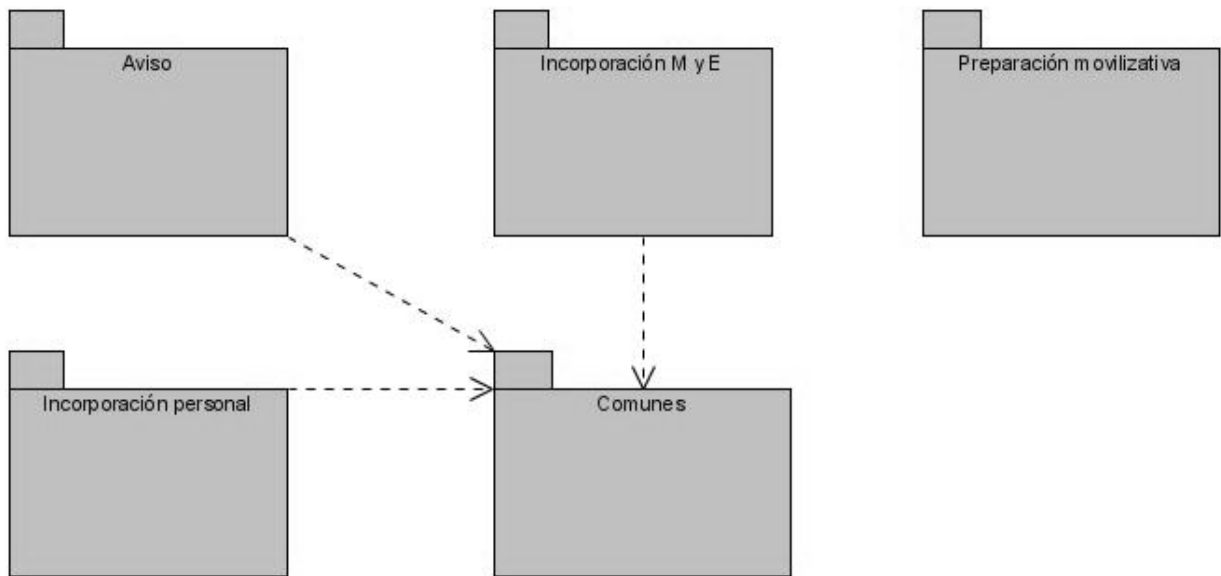 Aviso
Incorporación M y E
Preparación movilizativa
Incorporación personal
Comunes